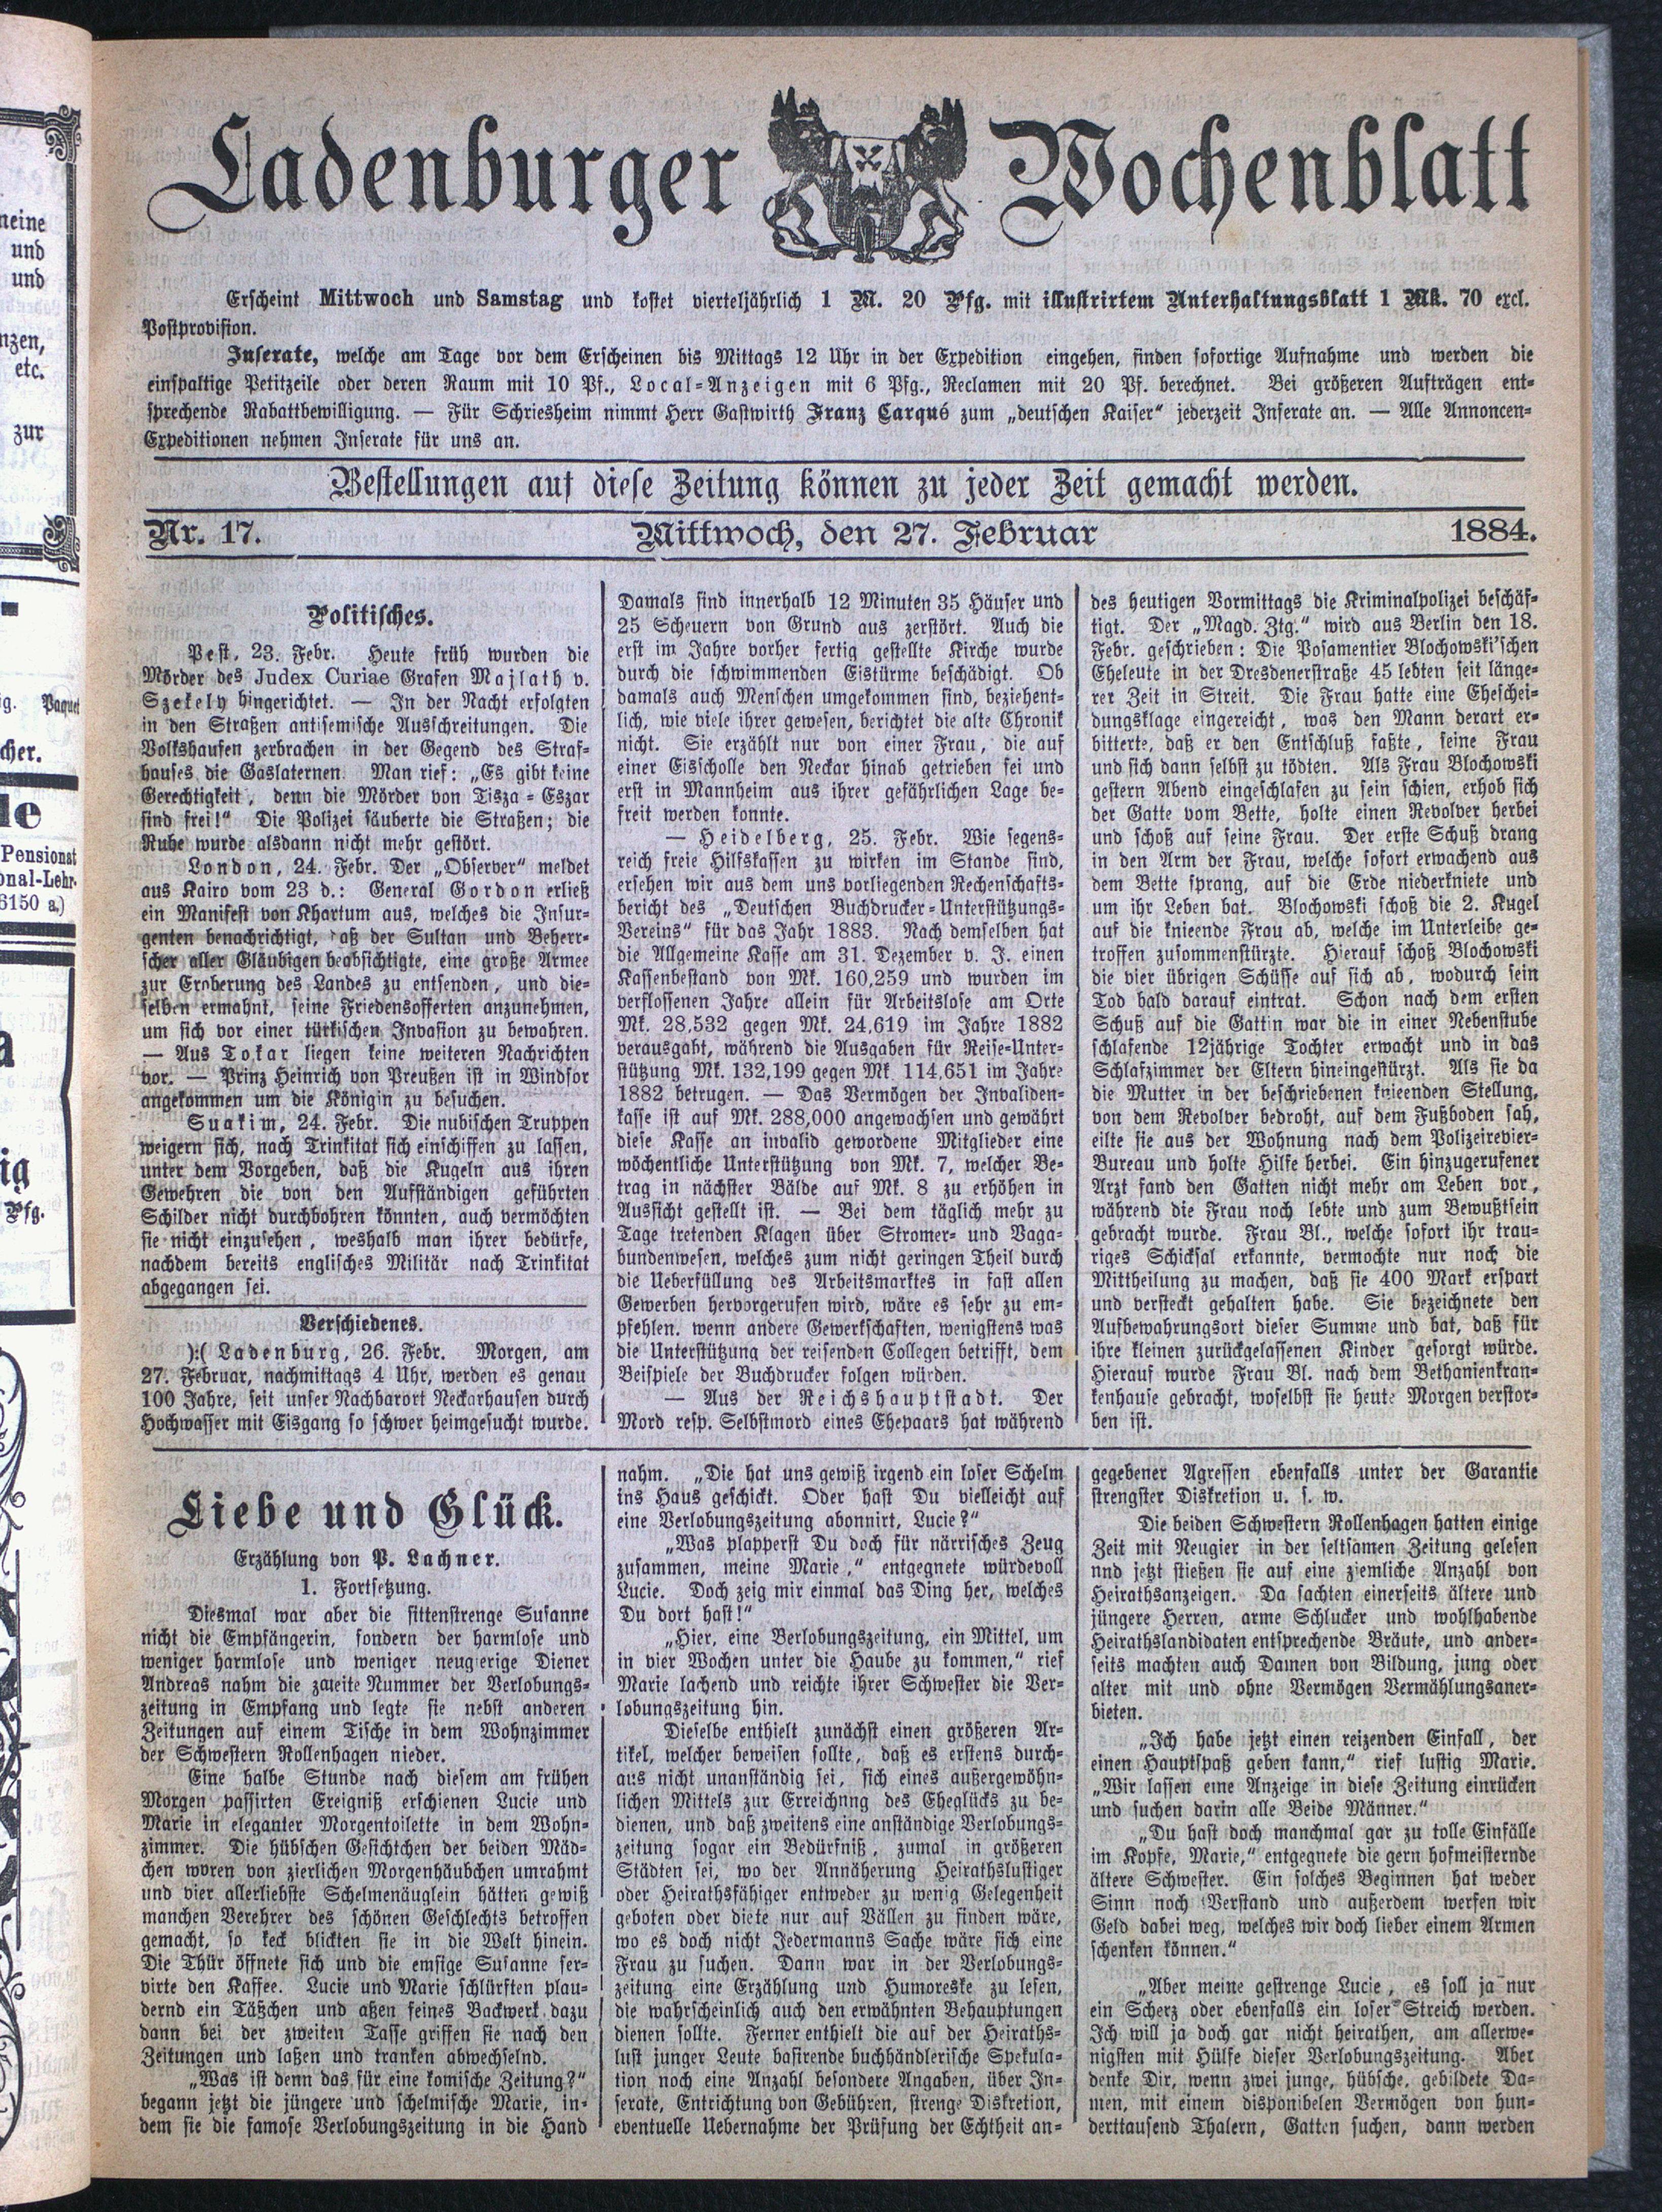 Ladenburger Wochenblatt
Erscheint Mittwoch und Samstag und kostet vierteljährlich 1 M. 20 Pfg. mit illustrirtem Unterhaltungsblatt 1 Mk. 70 excl.
Postprovision.
Inserate, welche am Tage vor dem Erscheinen bis Mittags 12 Uhr in der Expedition eingehen, finden sofortige Aufnahme und werden die
einspaltige Petitzeile oder deren Raum mit 10 Pf., Local-Anzeigen mit 6 Pfg., Reclamen mit 20 Pf. berechnet. Bei größeren Aufträgen ent-
sprechende Rabattbewilligung. — Für Schriesheim nimmt Herr Gastwirth Franz Carqué zum „deutschen Kaiser“ jederzeit Inserate an. — Alle Annoncen-
Expeditionen nehmen Inserate für uns an.
Bestellungen auf diese Zeitung können zu jeder Zeit gemacht werden.
Nr. 17. Mittwoch, den 27. Februar 1884.
Politisches.
Pest, 23. Febr. Heute früh wurden die
Mörder des Judex Curiae Grafen Majlath v.
Szekely hingerichtet. — In der Nacht erfolgten
in den Straßen antisemische Ausschreitungen. Die
Volkshaufen zerbrachen in der Gegend des Straf-
hauses die Gaslaternen. Man rief: „Es gibt keine
Gerechtigkeit, denn die Mörder von Tisza-Eszar
sind frei!“ Die Polizei säuberte die Straßen; die
Ruhe wurde alsdann nicht mehr gestört.
London, 24. Febr. Der „Observer“ meldet
aus Kairo vom 23 d.: General Gordon erließ
ein Manifest von Khartum aus, welches die Insur-
genten benachrichtigt, daß der Sultan und Beherr-
scher aller Gläubigen beabsichtigte, eine große Armee
zur Eroberung des Landes zu entsenden, und die-
selben ermahnt, seine Friedensofferten anzunehmen,
um sich vor einer türkischen Invasion zu bewahren.
— Aus Tokar liegen keine weiteren Nachrichten
vor. — Prinz Heinrich von Preußen ist in Windsor
angekommen um die Königin zu besuchen.
Suakim, 24. Febr. Die nubischen Truppen
weigern sich, nach Trinkitat sich einschiffen zu lassen,
unter dem Vorgeben, daß die Kugeln aus ihren
Gewehren die von den Aufständigen geführten
Schilder nicht durchbohren könnten, auch vermöchten
sie nicht einzusehen, weshalb man ihrer bedürfe,
nachdem bereits englisches Militär nach Trinkitat
abgegangen sei.
Verschiedenes.
):( Ladenburg, 26. Febr. Morgen, am
27. Februar, nachmittags 4 Uhr, werden es genau
100 Jahre, seit unser Nachbarort Neckarhausen durch
Hochwasser mit Eisgang so schwer heimgesucht wurde.
Damals sind innerhalb 12 Minuten 35 Häuser und
25 Scheuern von Grund aus zerstört. Auch die
erst im Jahre vorher fertig gestellte Kirche wurde
durch die schwimmenden Eistürme beschädigt. Ob
damals auch Menschen umgekommen sind, beziehent-
lich, wie viele ihrer gewesen, berichtet die alte Chronik
nicht. Sie erzählt nur von einer Frau, die auf
einer Eisscholle den Neckar hinab getrieben sei und
erst in Mannheim aus ihrer gefährlichen Lage be-
freit werden konnte.
— Heidelberg, 25. Febr. Wie segens-
reich freie Hilfskassen zu wirken im Stande sind,
ersehen wir aus dem uns vorliegenden Rechenschafts-
bericht des „Deutschen Buchdrucker-Unterstützungs-
Vereins“ für das Jahr 1883. Nach demselben hat
die Allgemeine Kasse am 31. Dezember v. J. einen
Kassenbestand von Mk. 160,259 und wurden im
verflossenen Jahre allein für Arbeitslose am Orte
Mk. 28,532 gegen Mk. 24,619 im Jahre 1882
verausgabt, während die Ausgaben für Reise-Unter-
stützung Mk. 132,199 gegen Mk. 114,651 im Jahre
1882 betrugen. — Das Vermögen der Invaliden-
kasse ist auf Mk. 288,000 angewachsen und gewährt
diese Kasse an invalid gewordene Mitglieder eine
wöchentliche Unterstützung von Mk. 7, welcher Be-
trag in nächster Bälde auf Mk. 8 zu erhöhen in
Aussicht gestellt ist. — Bei dem täglich mehr zu
Tage tretenden Klagen über Stromer- und Vaga-
bundenwesen, welches zum nicht geringen Theil durch
die Ueberfüllung des Arbeitsmarktes in fast allen
Gewerben hervorgerufen wird, wäre es sehr zu em-
pfehlen. wenn andere Gewerkschaften, wenigstens was
die Unterstützung der reisenden Collegen betrifft, dem
Beispiele der Buchdrucker folgen würden.
— Aus der Reichshauptstadt. Der
Mord resp. Selbstmord eines Ehepaars hat während
des heutigen Vormittags die Kriminalpolizei beschäf-
tigt. Der „Magd. Ztg.“ wird aus Berlin den 18.
Febr. geschrieben: Die Posamentier Blochowski'schen
Eheleute in der Dresdenerstraße 45 lebten seit länge-
rer Zeit in Streit. Die Frau hatte eine Eheschei-
dungsklage eingereicht, was den Mann derart er-
bitterte, daß er den Entschluß faßte, seine Frau
und sich dann selbst zu tödten. Als Frau Blochowski
gestern Abend eingeschlafen zu sein schien, erhob sich
der Gatte vom Bette, holte einen Revolver herbei
und schoß auf seine Frau. Der erste Schuß drang
in den Arm der Frau, welche sofort erwachend aus
dem Bette sprang, auf die Erde niederkniete und
um ihr Leben bat. Blochowski schoß die 2. Kugel
auf die knieende Frau ab, welche im Unterleibe ge-
troffen zusommenstürzte. Hierauf schoß Blochowski
die vier übrigen Schüsse auf sich ab, wodurch sein
Tod bald darauf eintrat. Schon nach dem ersten
Schuß auf die Gattin war die in einer Nebenstube
schlafende 12jährige Tochter erwacht und in das
Schlafzimmer der Eltern hineingestürzt. Als sie da
die Mutter in der beschriebenen knieenden Stellung,
von dem Revolver bedroht, auf dem Fußboden sah,
eilte sie aus der Wohnung nach dem Polizeirevier-
Bureau und holte Hilfe herbei. Ein hinzugerufener
Arzt fand den Gatten nicht mehr am Leben vor,
während die Frau noch lebte und zum Bewußtsein
gebracht wurde. Frau Bl., welche sofort ihr trau-
riges Schicksal erkannte, vermochte nur noch die
Mittheilung zu machen, daß sie 400 Mark erspart
und versteckt gehalten habe. Sie bezeichnete den
Aufbewahrungsort dieser Summe und bat, daß für
ihre kleinen zurückgelassenen Kinder gesorgt würde.
Hierauf wurde Frau Bl. nach dem Bethanienkran-
kenhause gebracht, woselbst sie heute Morgen verstor-
ben ist.
Liebe und Glück.
Erzählung von P. Lachner.
1. Fortsetzung.
Diesmal war aber die sittenstrenge Susanne
nicht die Empfängerin, sondern der harmlose und
weniger harmlose und weniger neugierige Diener
Andreas nahm die zweite Nummer der Verlobungs-
zeitung in Empfang und legte sie nebst anderen
Zeitungen auf einem Tische in dem Wohnzimmer
der Schwestern Rollenhagen nieder.
Eine halbe Stunde nach diesem am frühen
Morgen passirten Ereigniß erschienen Lucie und
Marie in eleganter Morgentoilette in dem Wohn-
zimmer. Die hübschen Gesichtchen der beiden Mäd-
chen woren von zierlichen Morgenhäubchen umrahmt
und vier allerliebste Schelmenäuglein hätten gewiß
manchen Verehrer des schönen Geschlechts betroffen
gemacht, so keck blickten sie in die Welt hinein.
Die Thür öffnete sich und die emsige Susanne ser-
virte den Kaffee. Lucie und Marie schlürften plau-
dernd ein Täßchen und aßen feines Backwerk dazu
dann bei der zweiten Tasse griffen sie nach den
Zeitungen und laßen und tranken abwechselnd.
„Was ist denn das für eine komische Zeitung?“
begann jetzt die jüngere und schelmische Marie, in-
dem sie die famose Verlobungszeitung in die Hand
nahm. „Die hat uns gewiß irgend ein loser Schelm
ins Haus geschickt. Oder hast Du vielleicht auf
eine Verlobungszeitung abonnirt, Lucie?“
„Was plapperst Du doch für närrisches Zeug
zusammen, meine Marie,“ entgegnete würdevoll
Lucie. Doch zeig mir einmal das Ding her, welches
Du dort hast!“
„Hier, eine Verlobungszeitung, ein Mittel, um
in vier Wochen unter die Haube zu kommen,“ rief
Marie lachend und reichte ihrer Schwester die Ver-
lobungszeitung hin.
Dieselbe enthielt zunächst einen größeren Ar-
tikel, welcher beweisen sollte, daß es erstens durch-
aus nicht unanständig sei, sich eines außergewöhn-
lichen Mittels zur Erreichnng des Eheglücks zu be-
dienen, und daß zweitens eine anständige Verlobungs-
zeitung sogar ein Bedürfniß, zumal in größeren
Städten sei, wo der Annäherung Heirathslustiger
oder Heirathsfähiger entweder zu wenig Gelegenheit
geboten oder diete nur auf Bällen zu finden wäre,
wo es doch nicht Jedermanns Sache wäre sich eine
Frau zu suchen. Dann war in der Verlobungs-
zeitung eine Erzählung und Humoreske zu lesen,
die wahrscheinlich auch den erwähnten Behauptungen
dienen sollte. Ferner enthielt die auf der Heiraths-
lust junger Leute basirende buchhändlerische Spekula-
tion noch eine Anzahl besondere Angaben, über In-
serate, Entrichtung von Gebühren, strenge Diskretion,
eventuelle Uebernahme der Prüfung der Echtheit an-
gegebener Agressen ebenfalls unter der Garantie
strengster Diskretion u. s. w.
Die beiden Schwestern Rollenhagen hatten einige
Zeit mit Neugier in der seltsamen Zeitung gelesen
nnd jetzt stießen sie auf eine ziemliche Anzahl von
Heirathsanzeigen. Da sachten einerseits ältere und
jüngere Herren, arme Schlucker und wohlhabende
Heirathslandidaten entsprechende Bräute, und ander-
seits machten auch Damen von Bildung, jung oder
alter mit und ohne Vermögen Vermählungsaner-
bieten.
„Ich habe jetzt einen reizenden Einfall, der
einen Hauptspaß geben kann,“ rief lustig Marie.
„Wir lassen eine Anzeige in diese Zeitung einrücken
und suchen darin alle Beide Männer.“
„Du hast doch manchmal gar zu tolle Einfälle
im Kopfe, Marie,“ entgegnete die gern hofmeisternde
ältere Schwester. Ein solches Beginnen hat weder
Sinn noch Verstand und außerdem werfen wir
Geld dabei weg, welches wir doch lieber einem Armen
schenken können.“
„Aber meine gestrenge Lucie, es soll ja nur
ein Scherz oder ebenfalls ein loser Streich werden.
Ich will ja doch gar nicht heirathen, am allerwe-
nigsten mit Hülfe dieser Verlobungszeitung. Aber
denke Dir, wenn zwei junge, hübsche, gebildete Da-
men, mit einem disponibelen Vermögen von hun-
derttausend Thalern, Gatten suchen, dann werden